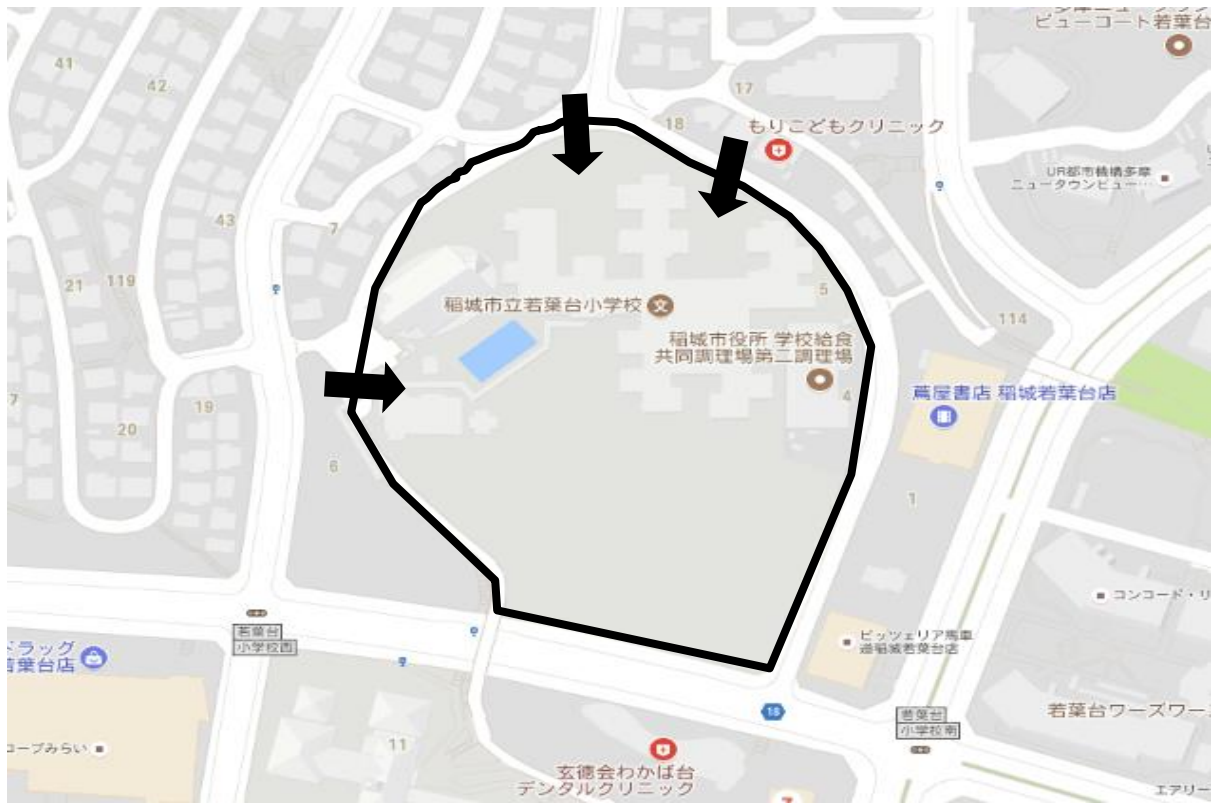 ビューコート若葉台
41
42
17
18
もりこどもクリニック
UR都市機構多摩
ニュータウンビュー…
43
7
21
119
稲城市立若葉台小学校
文
5
稲城市役所 学校給食
共同調理場第二調理場
114
4
蔦屋書店 稲城若葉台店
7
19
20
6
1
コンコード・リ
若葉台
小学校西
ドラッグ
若葉台店
ピッツェリア馬車
道稲城若葉台店
18
若葉台
小学校南
若葉台ワーズワー
コープみらい
11
玄徳会わかば台
デンタルクリニック
7
エアリー